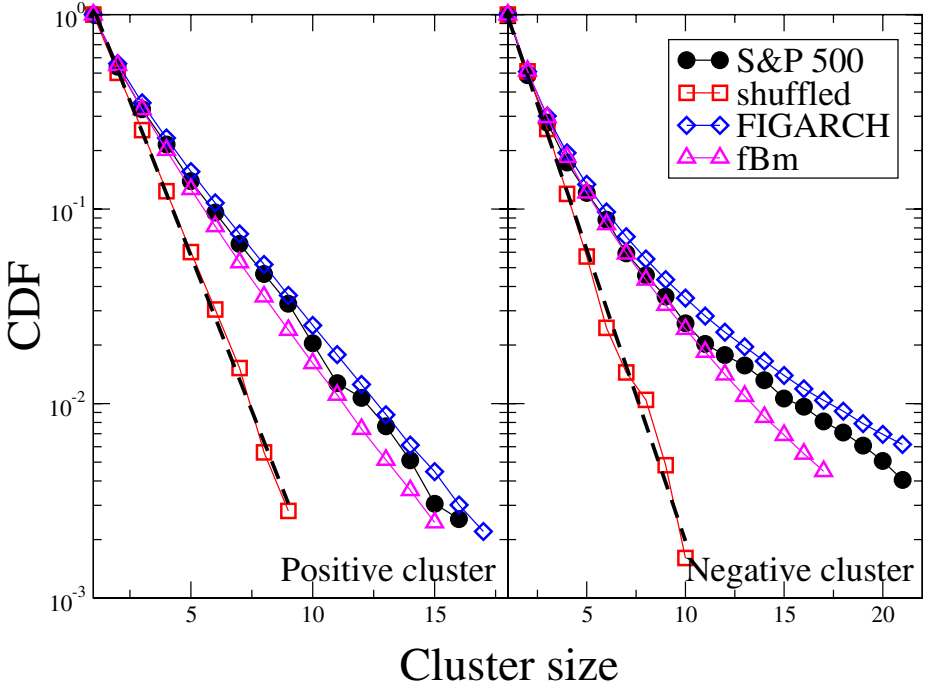 CDF
10^0
10^-1
10^-2
10^-3
S&P 500
shuffled
FIGARCH
fBm
Positive cluster
Negative cluster
5 10 15
5 10 15 20
Cluster size